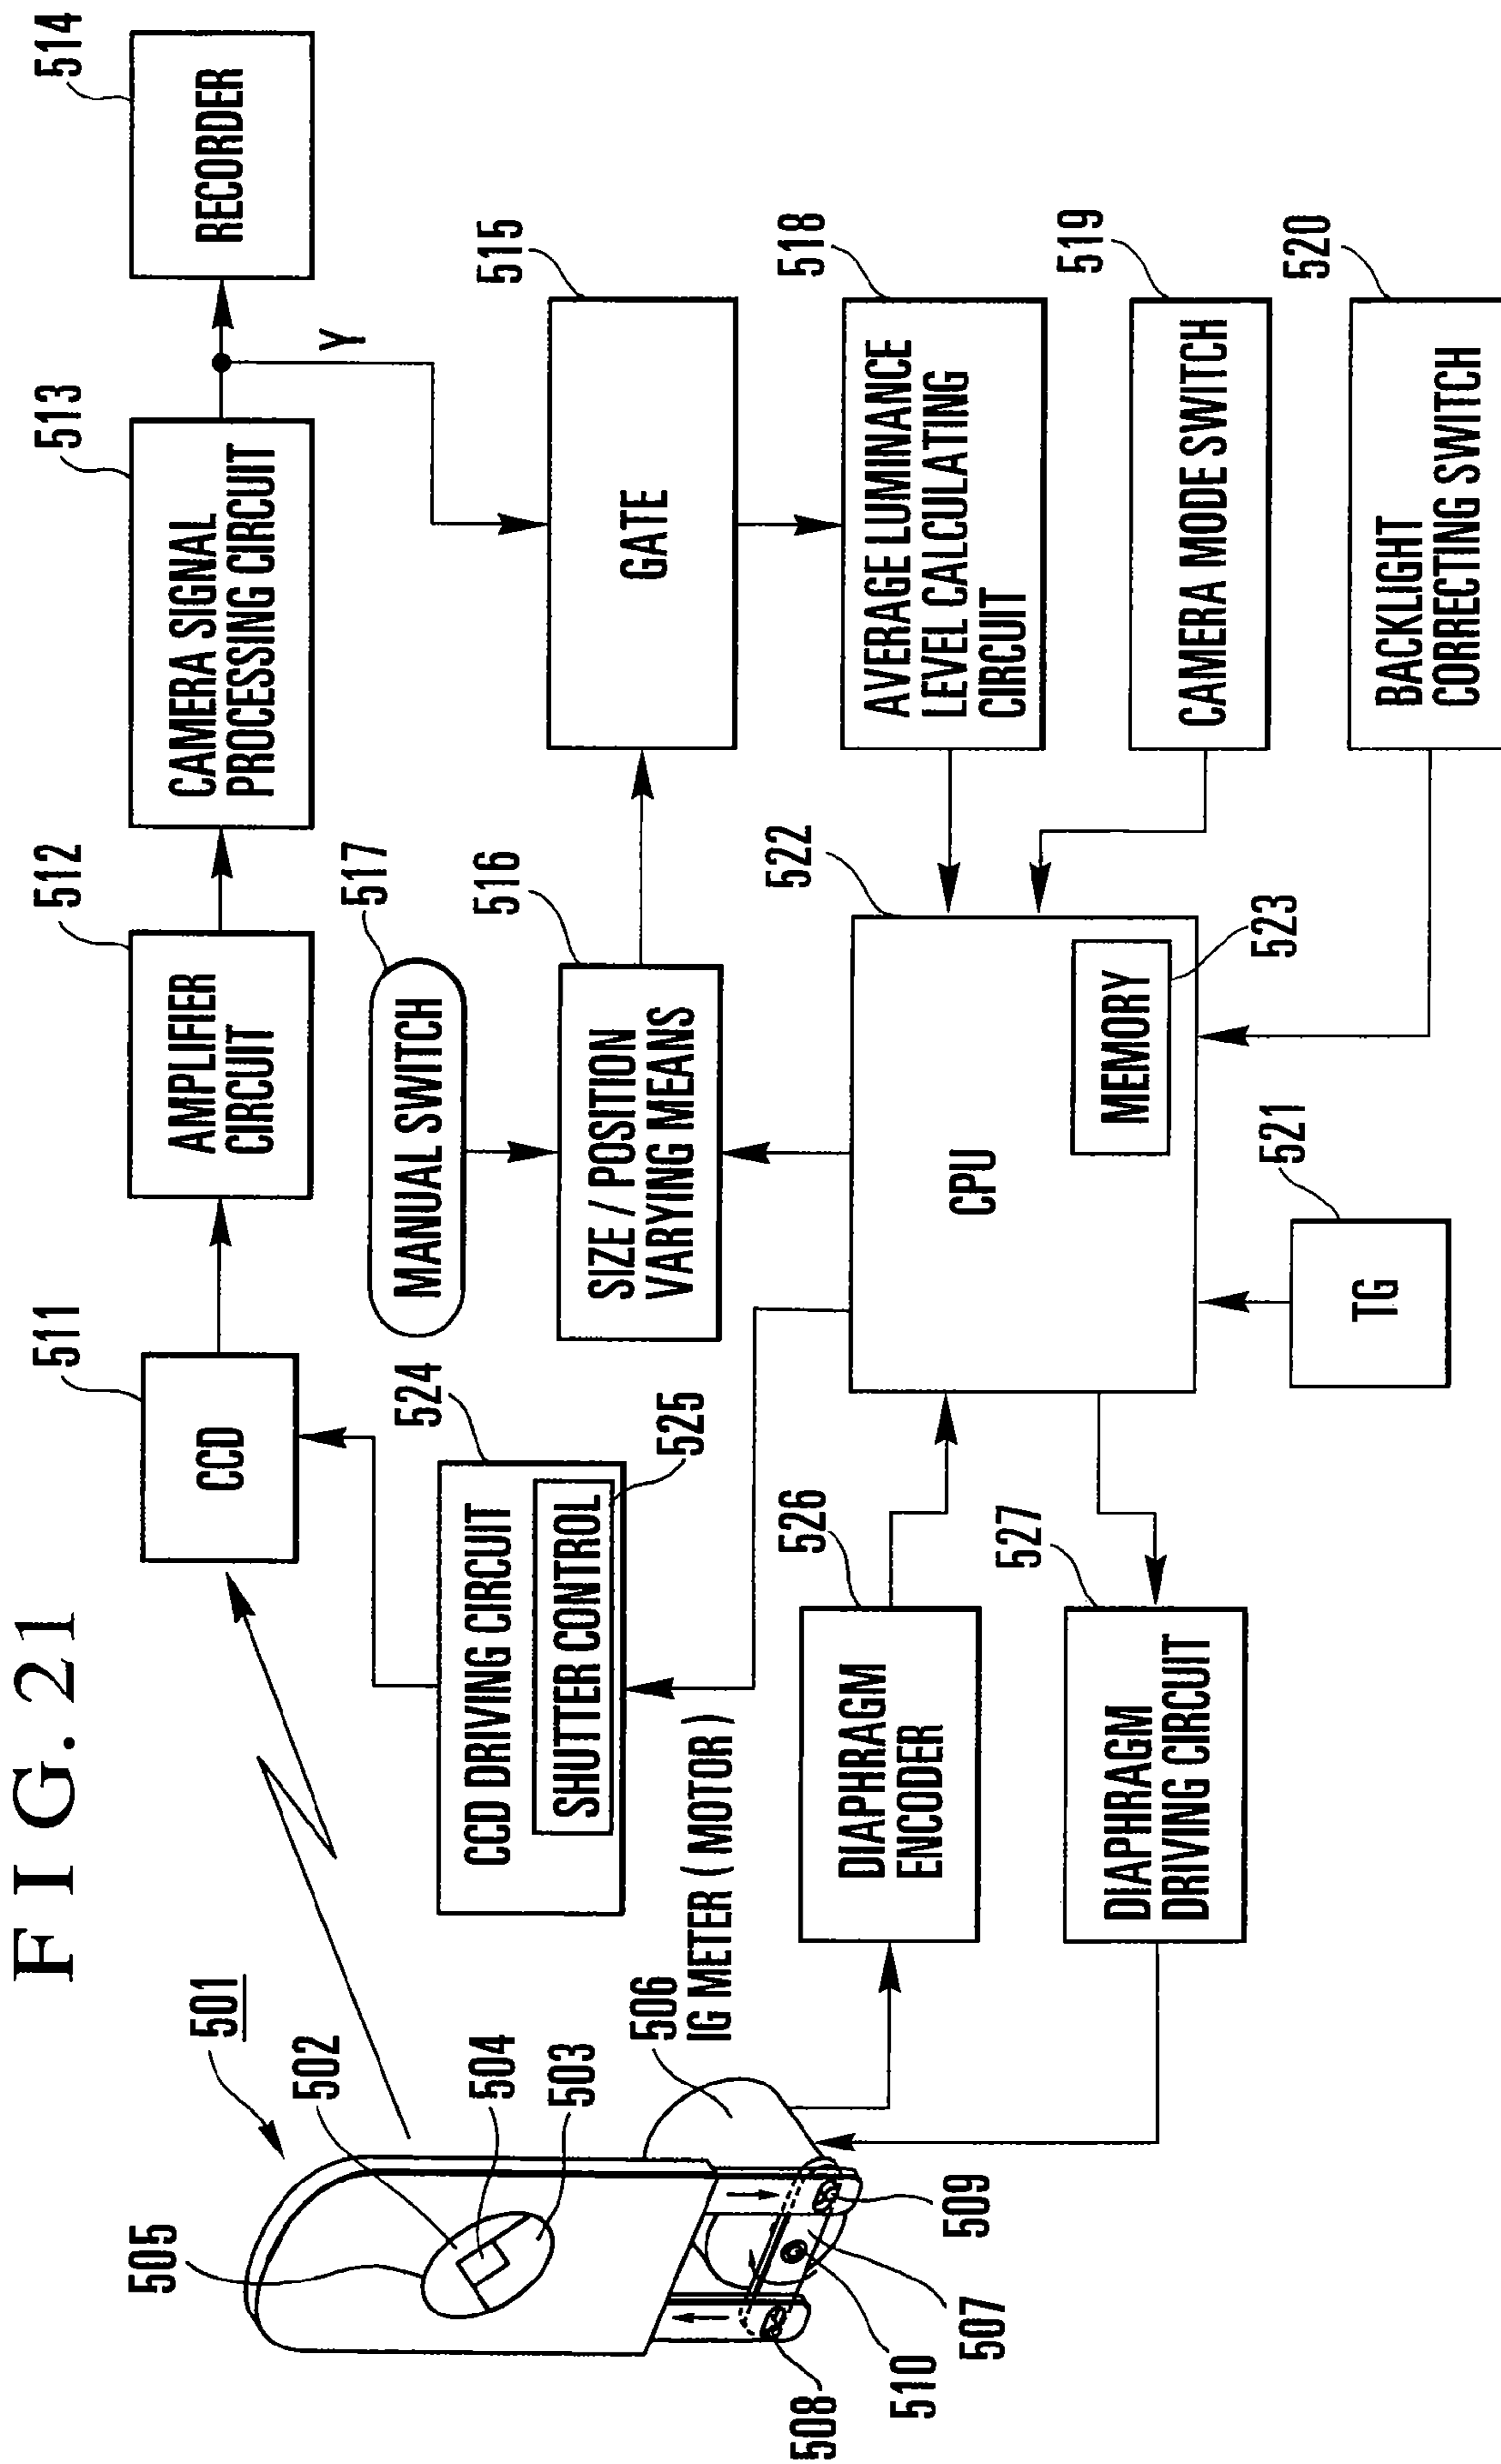 FIG.21
501
502
504
503
505
506
IG METER (MOTOR)
507
508
509
510
511
CCD
512
AMPLIFIER
CIRCUIT
513
CAMERA SIGNAL
PROCESSING CIRCUIT
514
RECORDER
Y
517
MANUAL SWITCH
515
GATE
524
CCD DRIVING CIRCUIT
525
SHUTTER CONTROL
516
SIZE / POSITION
VARYING MEANS
518
AVERAGE LUMINANCE
LEVEL CALCULATING
CIRCUIT
526
DIAPHRAGM
ENCODER
522
CPU
523
MEMORY
519
CAMERA MODE SWITCH
527
DIAPHRAGM
DRIVING CIRCUIT
521
TG
520
BACKLIGHT
CORRECTING SWITCH